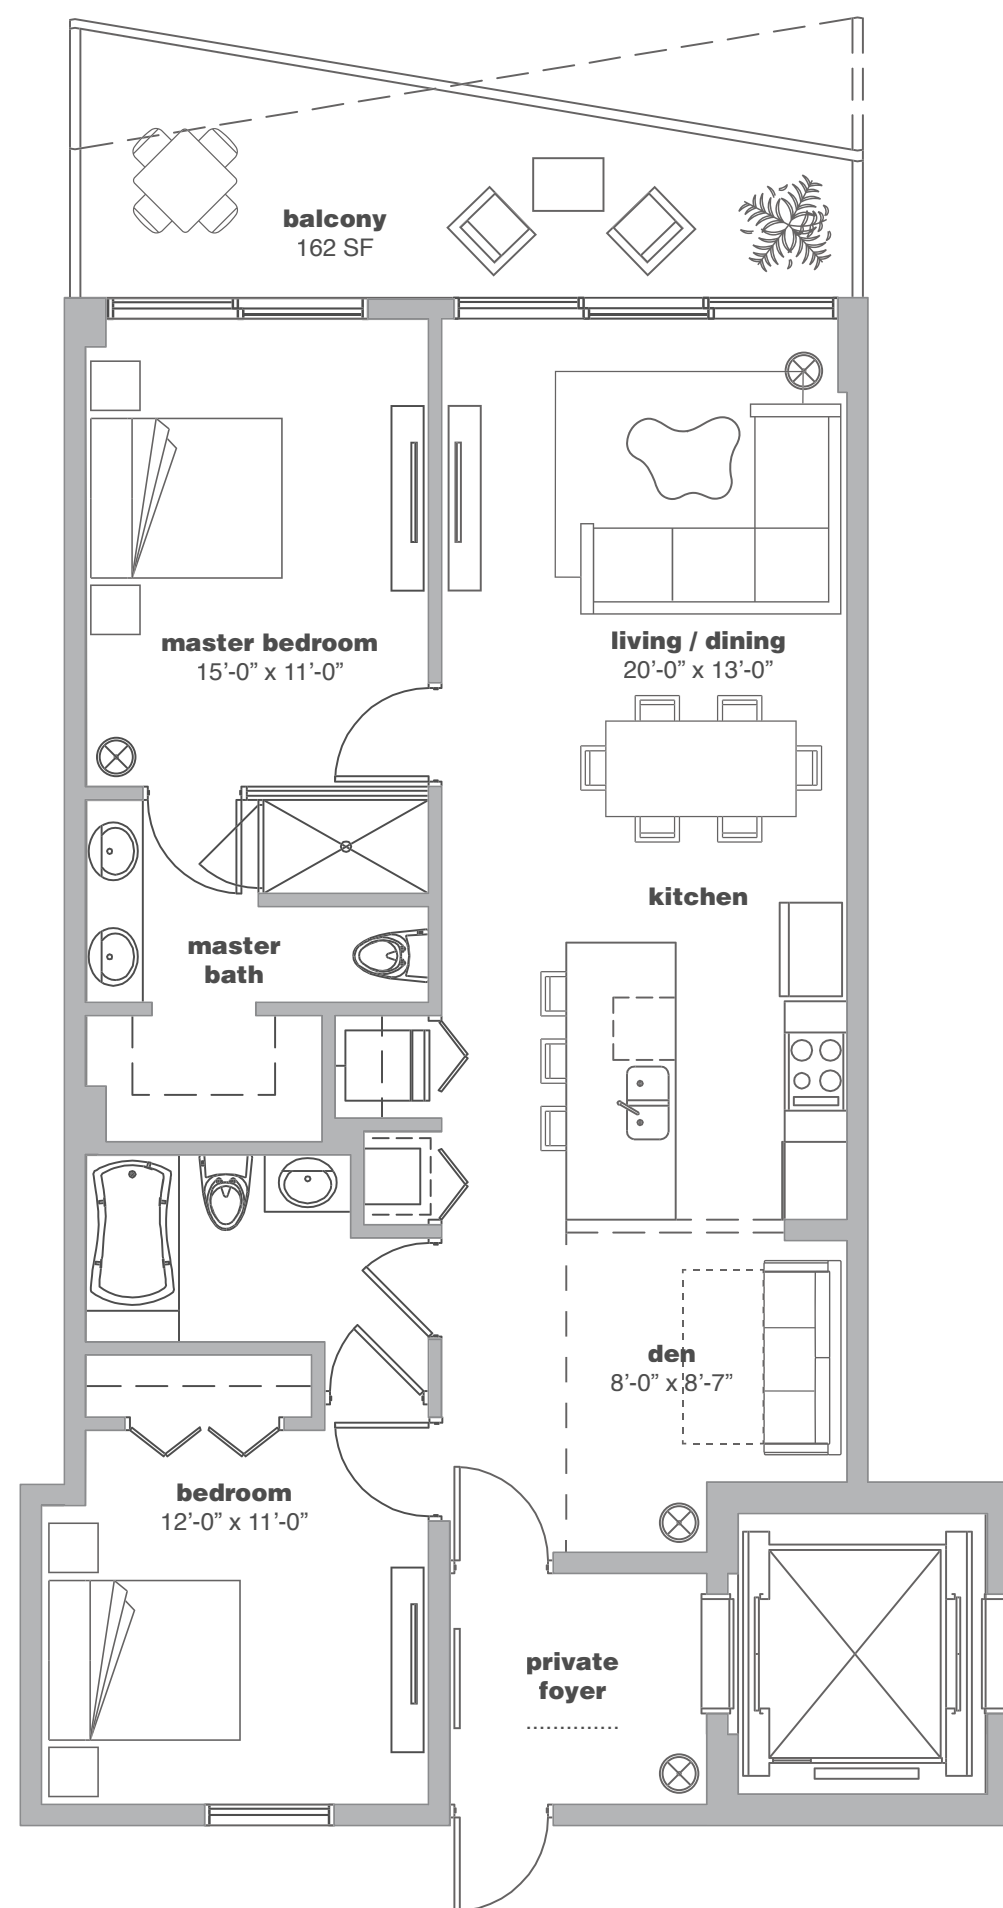 balcony
162 SF
master bedroom
15’-0” x 11’-0”
living / dining
20’-0” x 13’-0”
kitchen
master
bath
den
8’-0” x 8’-7”
bedroom
12’-0” x 11’-0”
private
foyer